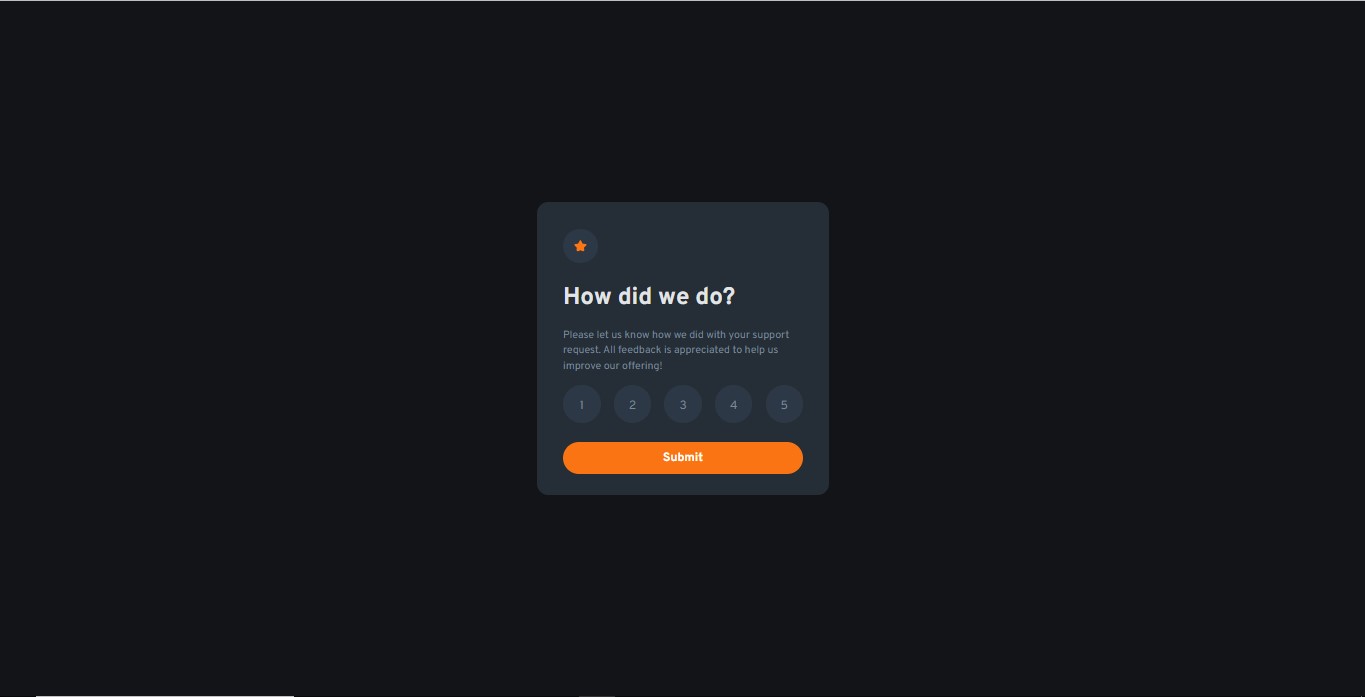 How did we do?
Please let us know how we did with your support
request. All feedback is appreciated to help us
improve our offering!
1 2 3 4 5
Submit